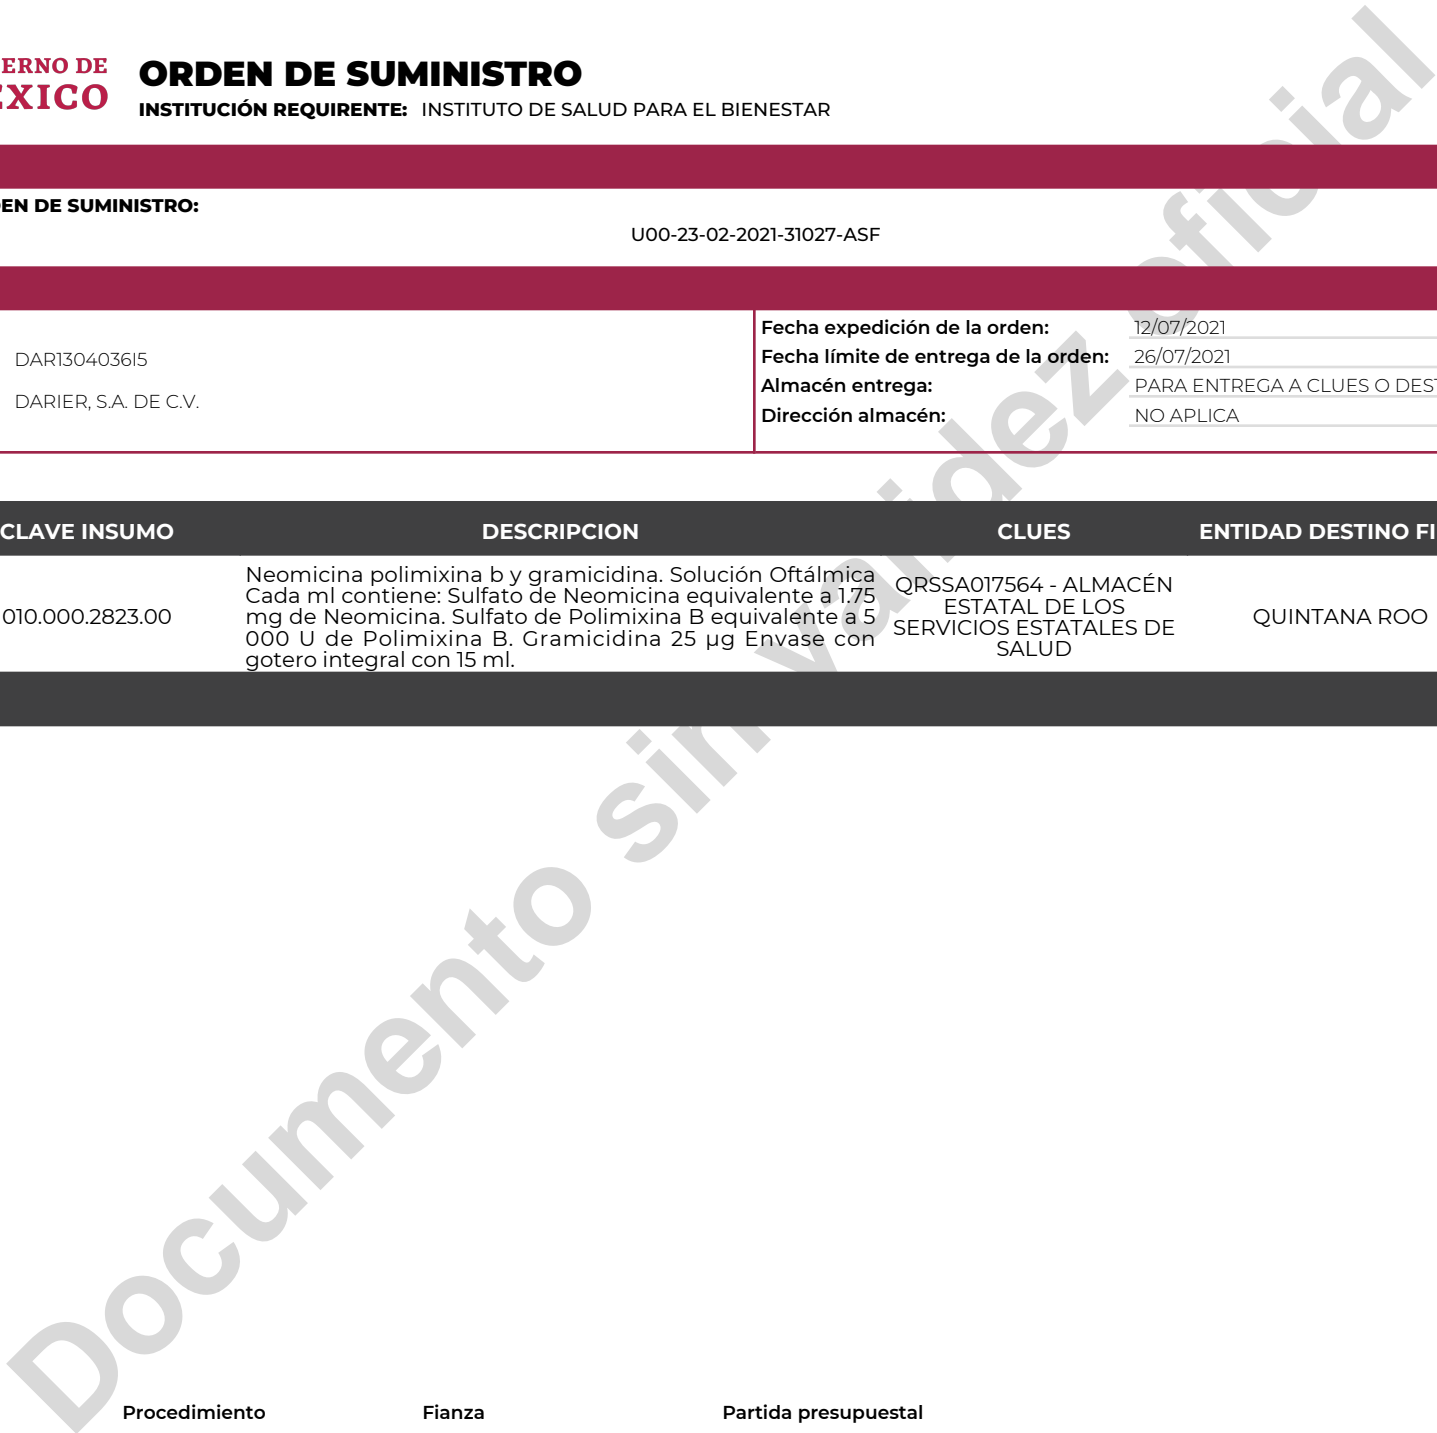 ERNO DE
ORDEN DE SUMINISTRO
EXICO
INSTITUCIÓN REQUIRENTE: INSTITUTO DE SALUD PARA EL BIENESTAR
EN DE SUMINISTRO:
U00-23-02-2021-31027-ASF
DAR1304036I5
DARIER, S.A. DE C.V.
Fecha expedición de la orden: 12/07/2021
Fecha límite de entrega de la orden: 26/07/2021
Almacén entrega: PARA ENTREGA A CLUES O DEST
Dirección almacén: NO APLICA
CLAVE INSUMO DESCRIPCION CLUES ENTIDAD DESTINO FI
010.000.2823.00
Neomicina polimixina b y gramicidina. Solución Oftálmica
Cada ml contiene: Sulfato de Neomicina equivalente a 1.75
mg de Neomicina. Sulfato de Polimixina B equivalente a 5
000 U de Polimixina B. Gramicidina 25 µg Envase con
gotero integral con 15 ml.
QRSSA017564 - ALMACÉN
ESTATAL DE LOS
SERVICIOS ESTATALES DE
SALUD
QUINTANA ROO
Documento sin validez oficial
Procedimiento Fianza Partida presupuestal